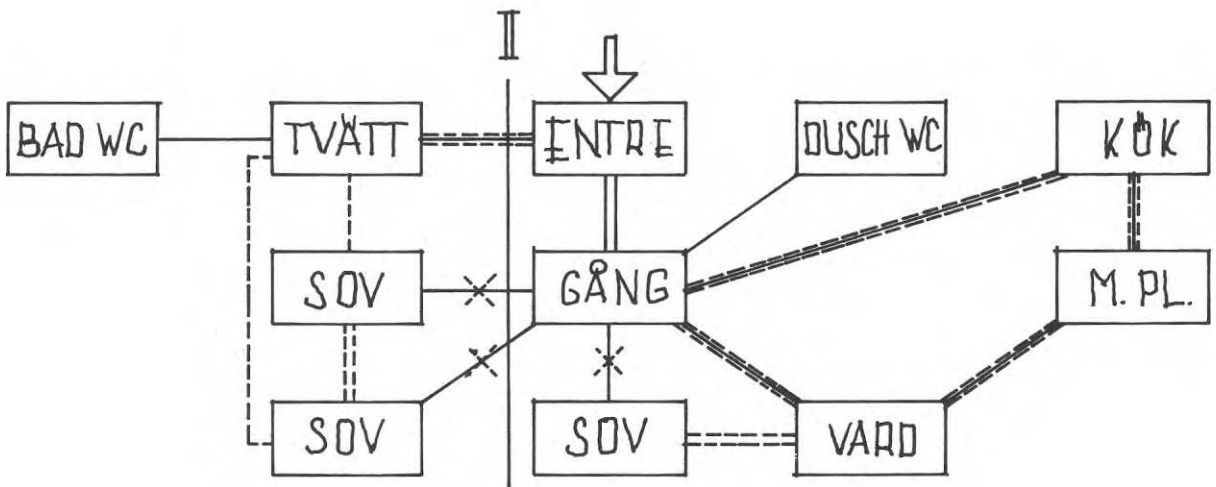 II
BAD WC
TVÄTT
ENTRE
DUSCH WC
KÖK
SOV
GÅNG
M. PL.
SOV
SOV
VARD